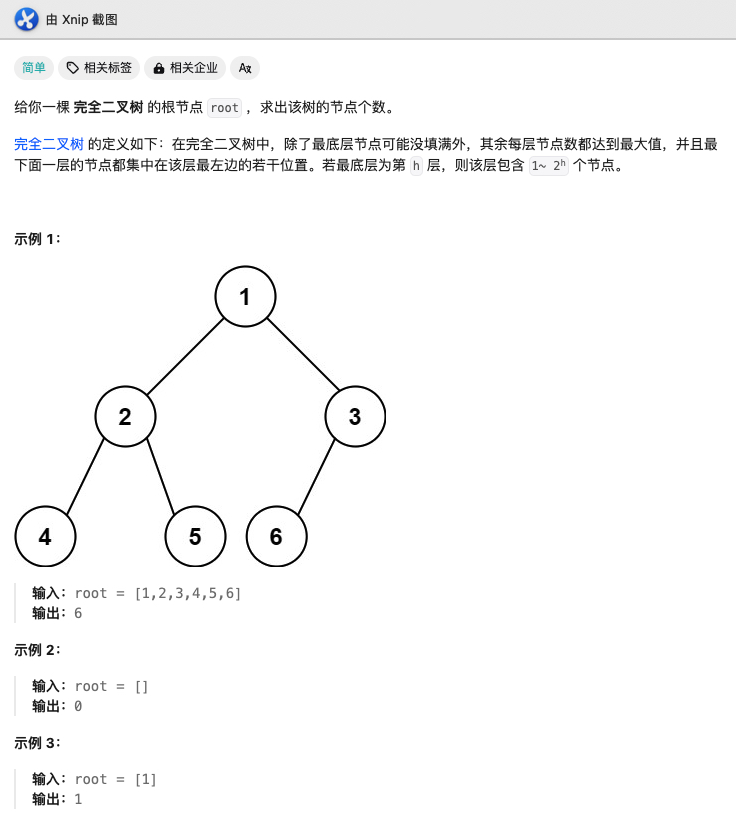 由 Xnip 截图
简单 相关标签 相关企业 A文
给你一棵 完全二叉树 的根节点 root ，求出该树的节点个数。
完全二叉树 的定义如下：在完全二叉树中，除了最底层节点可能没填满外，其余每层节点数都达到最大值，并且最
下面一层的节点都集中在该层最左边的若干位置。若最底层为第 h 层，则该层包含 1~ 2ʰ 个节点。
示例 1：
1
2 3
4 5 6
输入：root = [1,2,3,4,5,6]
输出：6
示例 2：
输入：root = []
输出：0
示例 3：
输入：root = [1]
输出：1